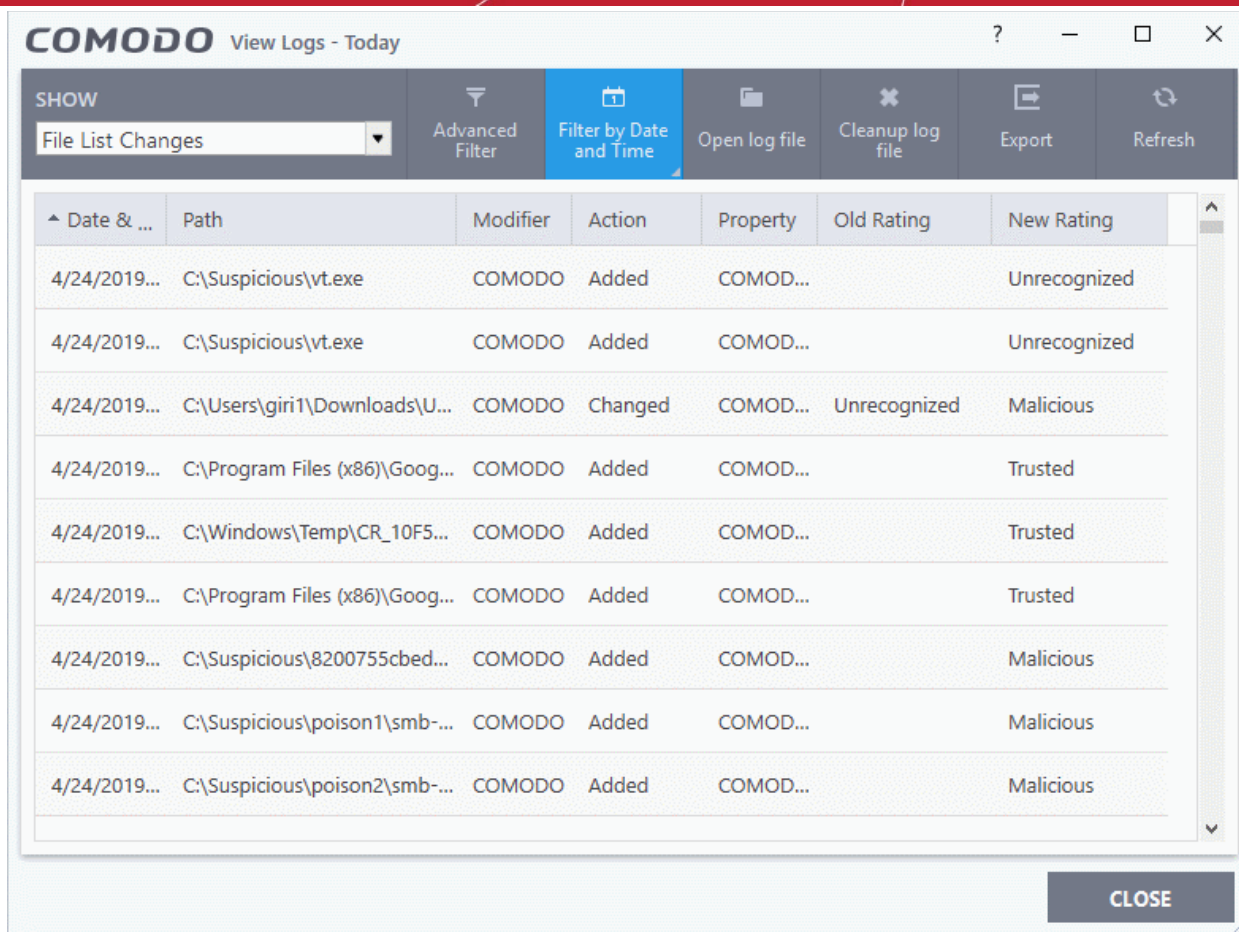 COMODO View Logs - Today ?
SHOW
File List Changes
Advanced Filter
Filter by Date and Time
Open log file
Cleanup log file
Export
Refresh
Date & ... Path Modifier Action Property Old Rating New Rating
4/24/2019... C:\Suspicious\vt.exe COMODO Added COMOD... Unrecognized
4/24/2019... C:\Suspicious\vt.exe COMODO Added COMOD... Unrecognized
4/24/2019... C:\Users\giri1\Downloads\U... COMODO Changed COMOD... Unrecognized Malicious
4/24/2019... C:\Program Files (x86)\Goog... COMODO Added COMOD... Trusted
4/24/2019... C:\Windows\Temp\CR_10F5... COMODO Added COMOD... Trusted
4/24/2019... C:\Program Files (x86)\Goog... COMODO Added COMOD... Trusted
4/24/2019... C:\Suspicious\8200755cbed... COMODO Added COMOD... Malicious
4/24/2019... C:\Suspicious\poison1\smb-... COMODO Added COMOD... Malicious
4/24/2019... C:\Suspicious\poison2\smb-... COMODO Added COMOD... Malicious
CLOSE